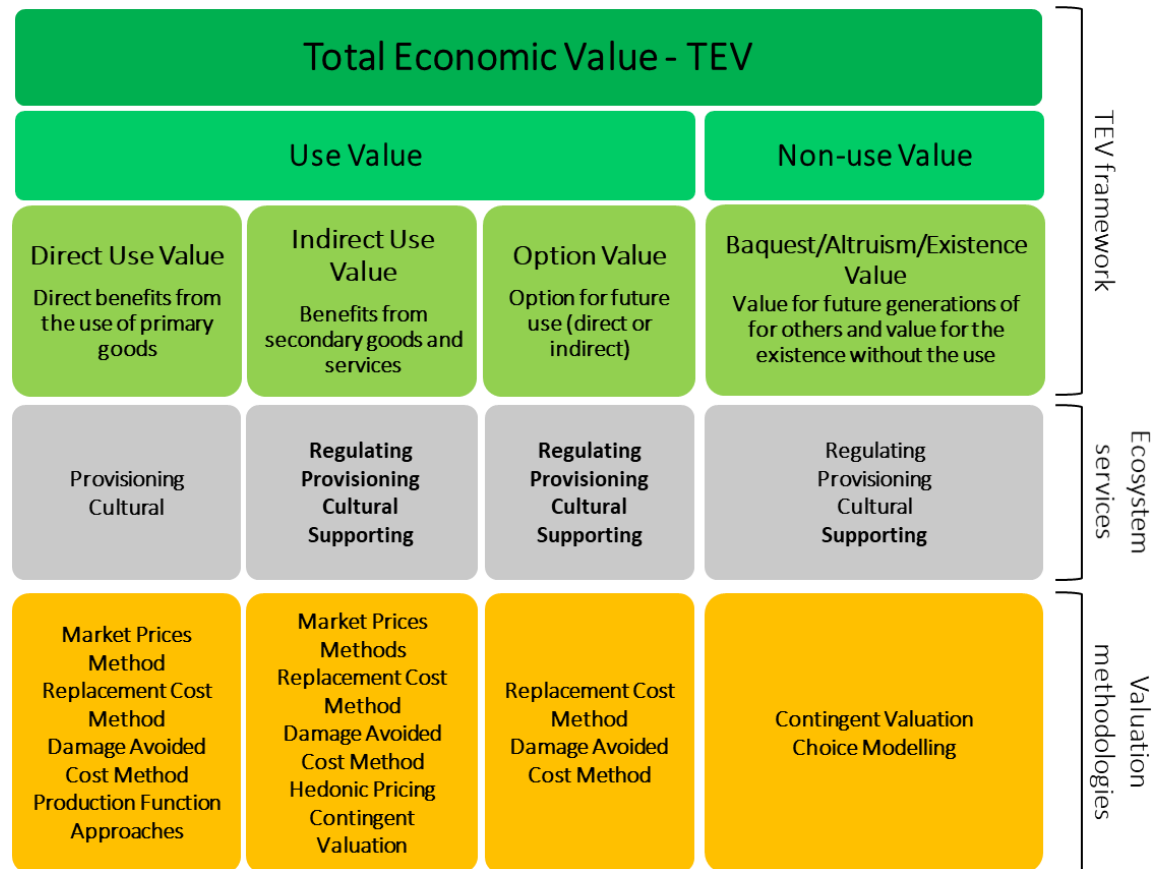 Total Economic Value - TEV
Use Value
Non-use Value
Direct Use Value
Direct benefits from
the use of primary
goods
Indirect Use
Value
Benefits from
secondary goods and
services
Option Value
Option for future
use (direct or
indirect)
Baquest/Altruism/Existence
Value
Value for future generations of
for others and value for the
existence without the use
TEV framework
Provisioning
Cultural
Regulating
Provisioning
Cultural
Supporting
Regulating
Provisioning
Cultural
Supporting
Regulating
Provisioning
Cultural
Supporting
Ecosystem
services
Market Prices
Method
Replacement Cost
Method
Damage Avoided
Cost Method
Production Function
Approaches
Market Prices
Methods
Replacement Cost
Method
Damage Avoided
Cost Method
Hedonic Pricing
Contingent
Valuation
Replacement Cost
Method
Damage Avoided
Cost Method
Contingent Valuation
Choice Modelling
Valuation
methodologies